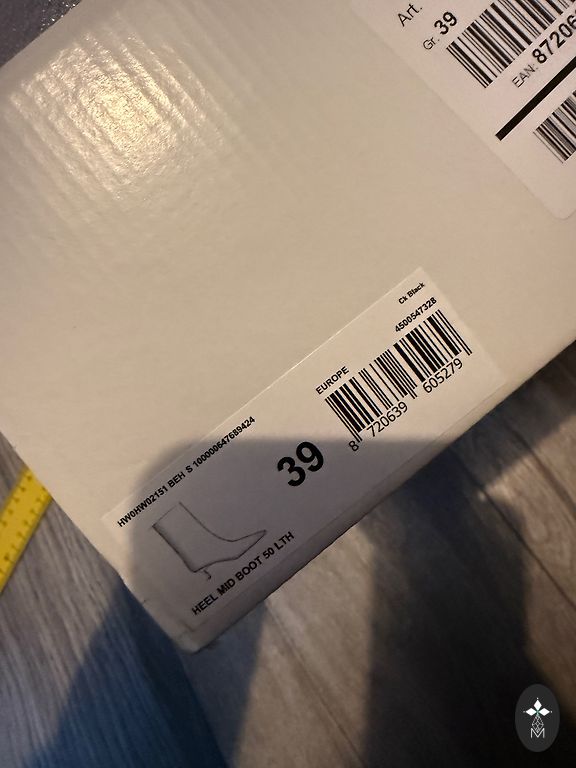 Art.
Gr. 39
EAN: 87206
Ck Black
4500547328
EUROPE
8 720639 605279
HW0HW02151 BEH S 100000647689424
39
HEEL MID BOOT 50 LTH
M